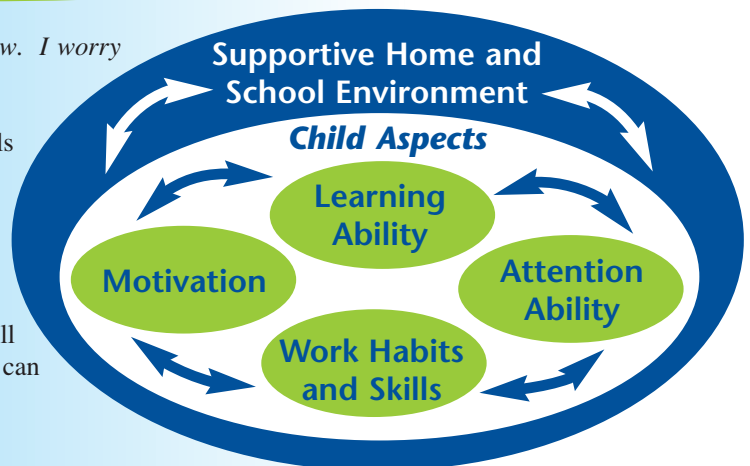 w. I worry
ls
ll
can
Supportive Home and
School Environment
Child Aspects
Learning
Ability
Motivation
Attention
Ability
Work Habits
and Skills